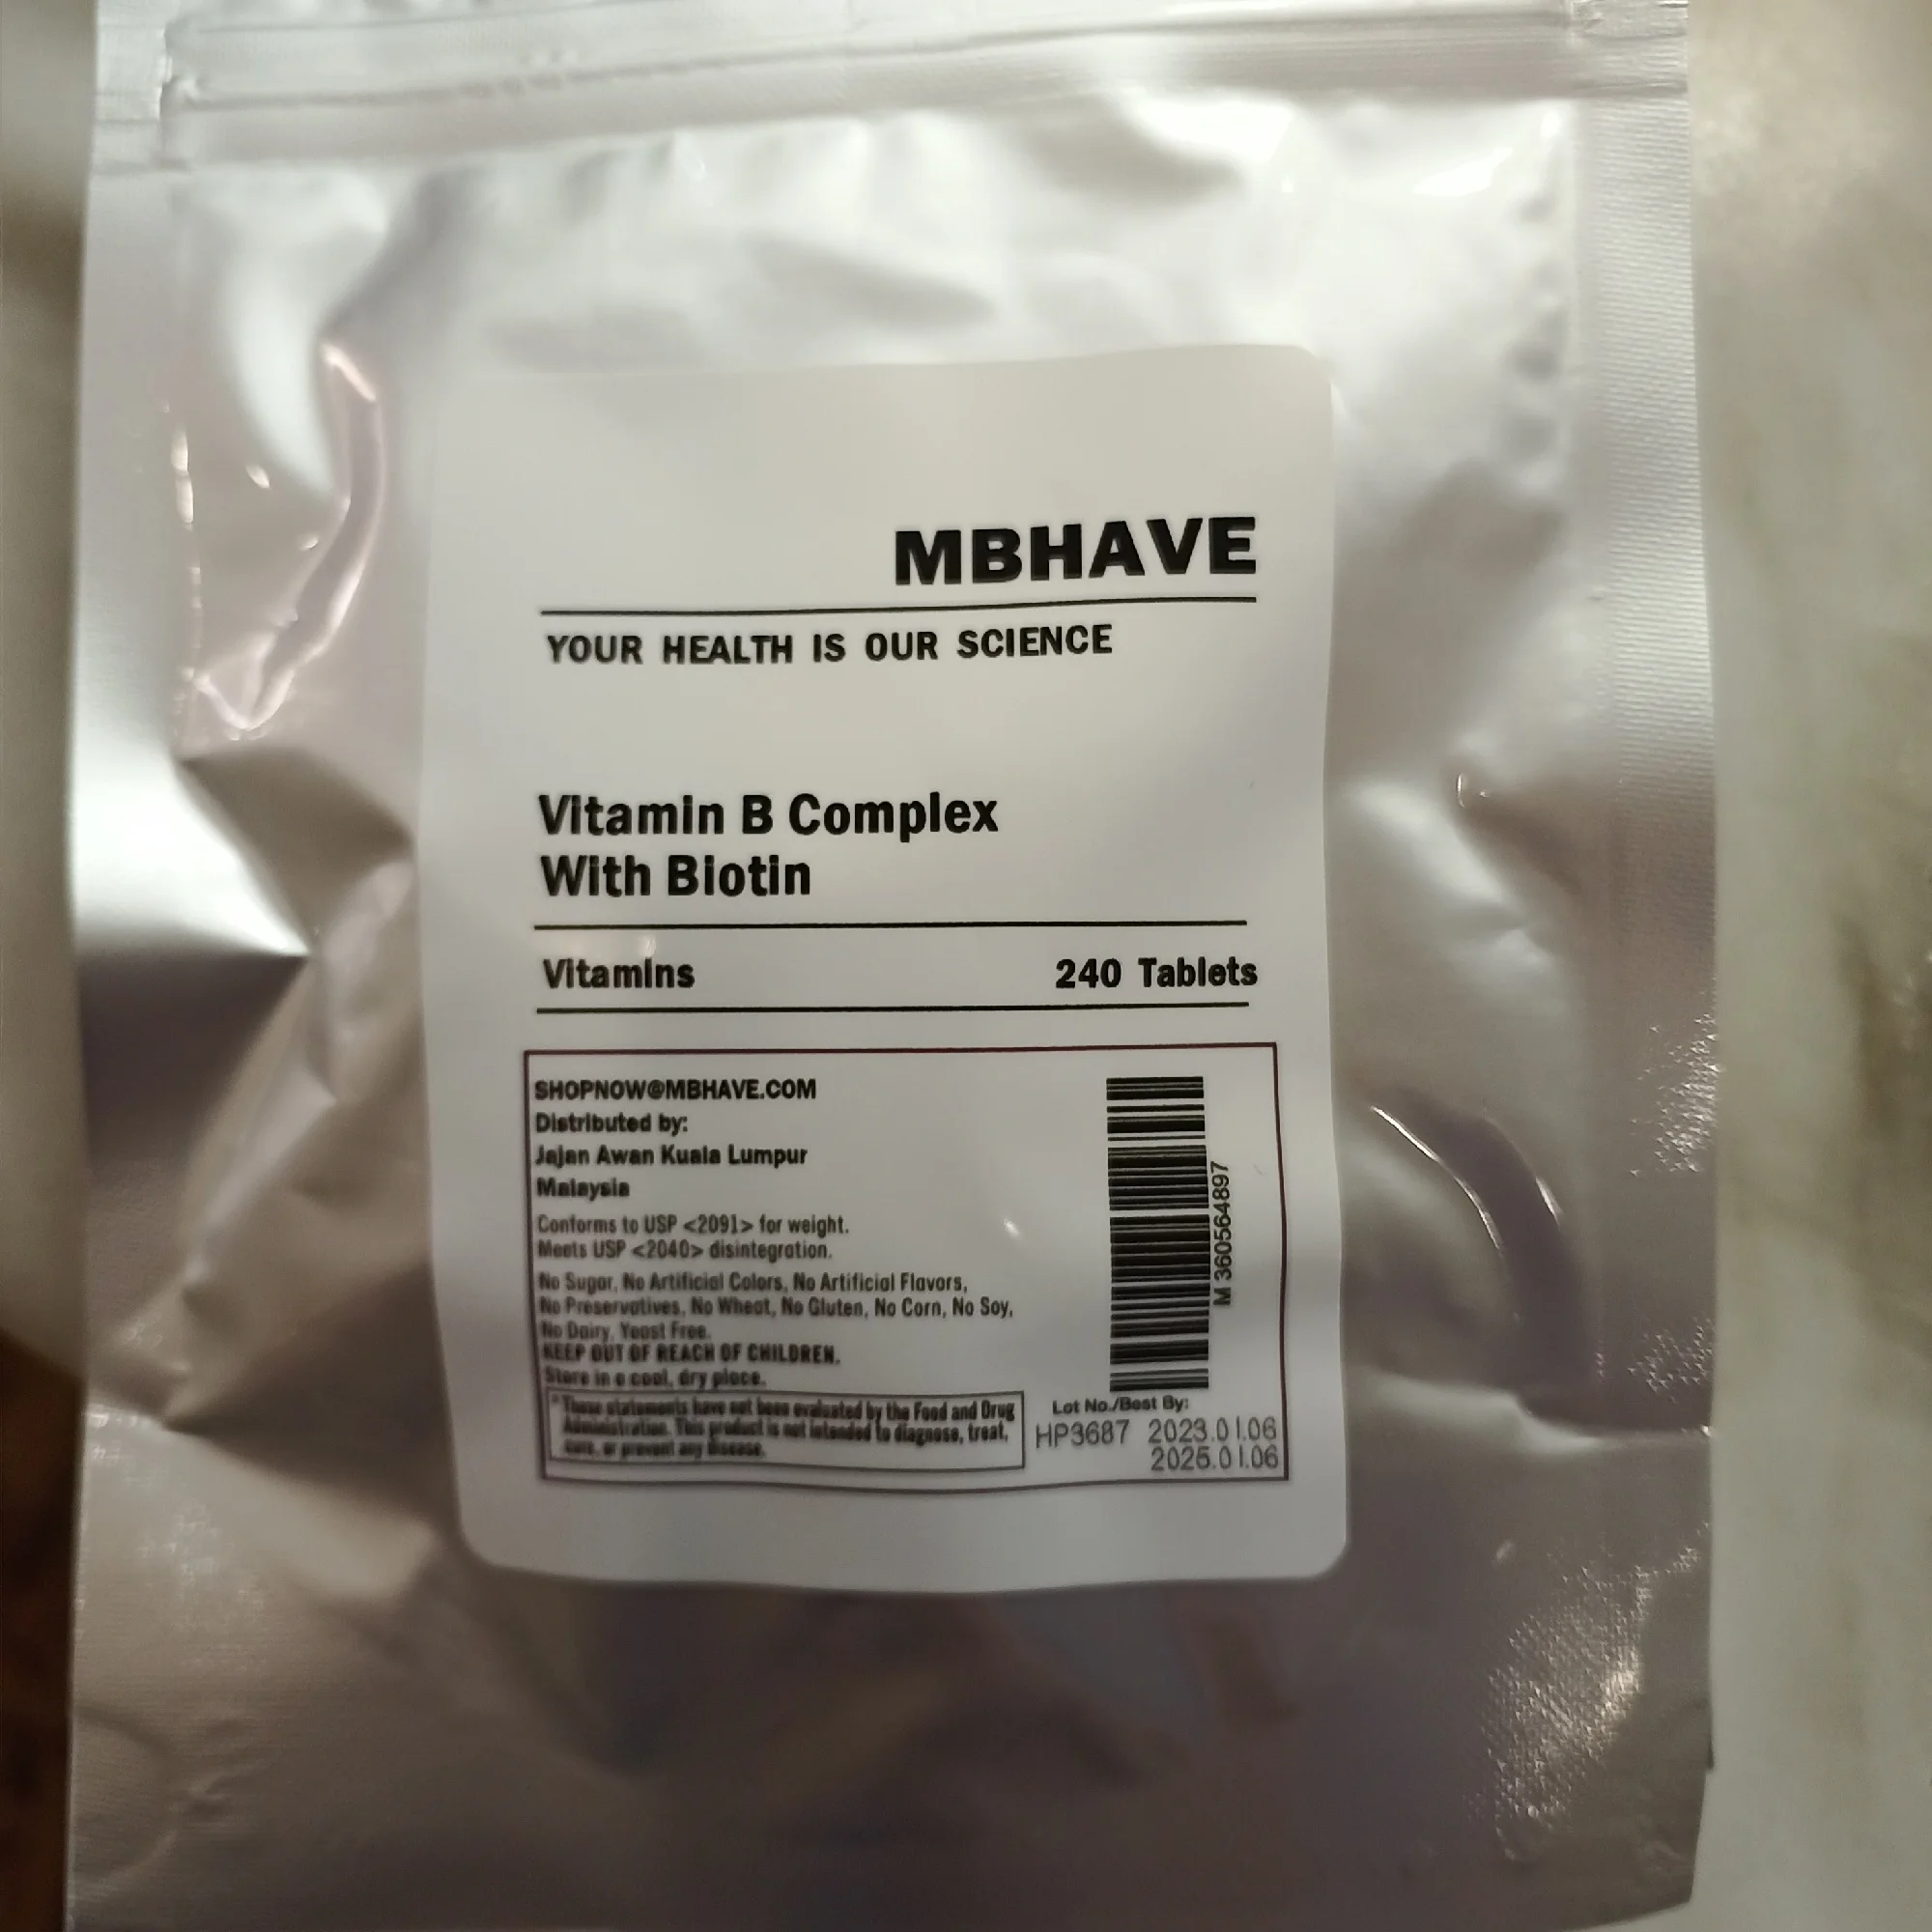 MBHAVE
YOUR HEALTH IS OUR SCIENCE
Vitamin B Complex
With Biotin
Vitamins 240 Tablets
SHOPNOW@MBHAVE.COM
Distributed by:
Jajan Awan Kuala Lumpur
Malaysia
Conforms to USP <2091> for weight.
Meets USP <2040> disintegration.
No Sugar, No Artificial Colors, No Artificial Flavors,
No Preservatives, No Wheat, No Gluten, No Corn, No Soy,
No Dairy, Yeast Free.
KEEP OUT OF REACH OF CHILDREN.
Store in a cool, dry place.
*These statements have not been evaluated by the Food and Drug
Administration. This product is not intended to diagnose, treat,
cure, or prevent any disease.
M 360564897
Lot No./Best By:
HP3687 2023.01.06
2026.01.06